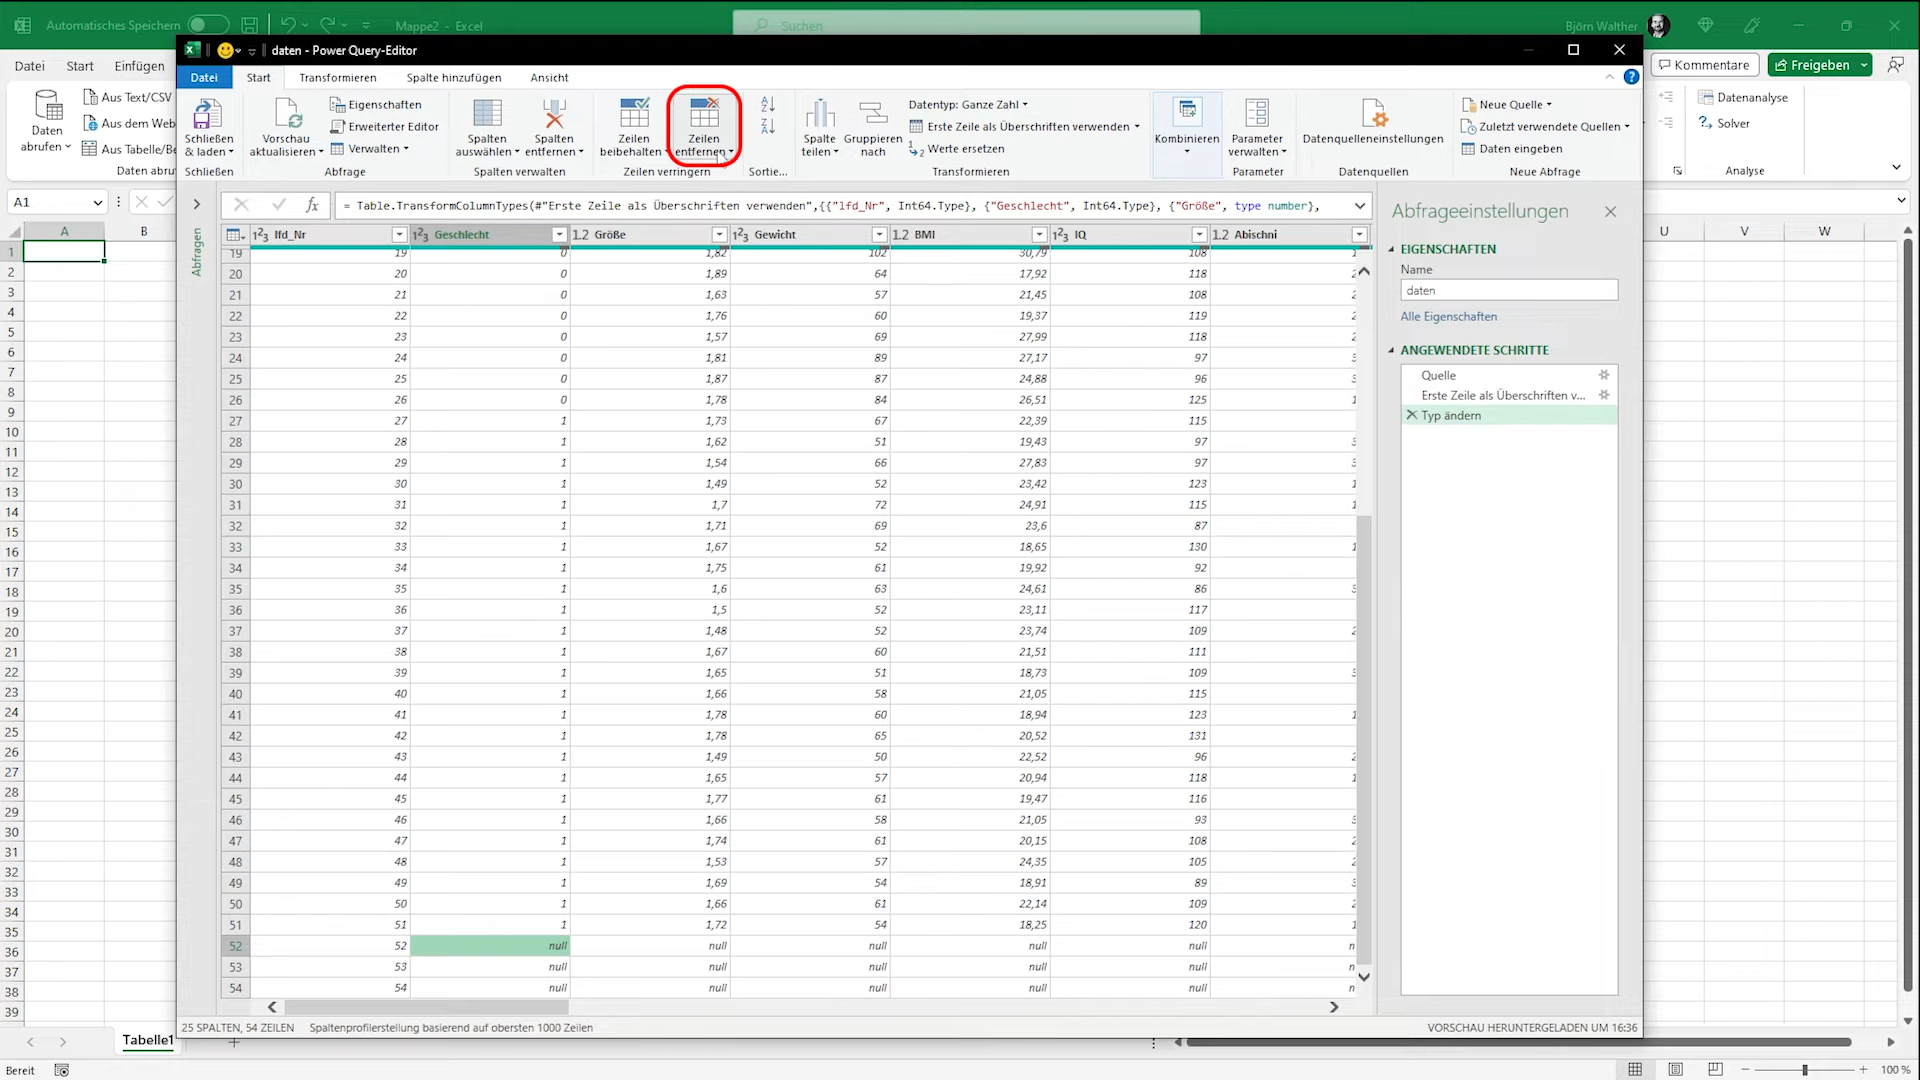 Automatisches Speichern
Mappe2 - Excel
Suchen
Björn Walther
daten - Power Query-Editor
Datei Start Einfügen
Datei Start Transformieren Spalte hinzufügen Ansicht
Kommentare Freigeben
Daten abrufen
Aus Text/CSV
Aus dem Web
Aus Tabelle/Be
Schließen & laden
Vorschau aktualisieren
Eigenschaften
Erweiterter Editor
Verwalten
Spalten auswählen
Spalten entfernen
Zeilen beibehalten
Zeilen entfernen
Spalte teilen
Gruppieren nach
Datentyp: Ganze Zahl
Erste Zeile als Überschriften verwenden
Werte ersetzen
Kombinieren
Parameter verwalten
Datenquelleneinstellungen
Neue Quelle
Zuletzt verwendete Quellen
Daten eingeben
Datenanalyse
Solver
Schließen Abfrage Spalten verwalten Zeilen verringern Sortie... Transformieren Parameter Datenquellen Neue Abfrage Analyse
A1
= Table.TransformColumnTypes(#"Erste Zeile als Überschriften verwenden",{{"lfd_Nr", Int64.Type}, {"Geschlecht", Int64.Type}, {"Größe", type number},
Abfragen
A B U V W
lfd_Nr Geschlecht Größe Gewicht BMI IQ Abischni
19 19 0 1,82 102 30,79 108
20 20 0 1,89 64 17,92 118
21 21 0 1,63 57 21,45 108
22 22 0 1,76 60 19,37 119
23 23 0 1,57 69 27,99 118
24 24 0 1,81 89 27,17 97
25 25 0 1,87 87 24,88 96
26 26 0 1,78 84 26,51 125
27 27 1 1,73 67 22,39 115
28 28 1 1,62 51 19,43 97
29 29 1 1,54 66 27,83 97
30 30 1 1,49 52 23,42 123
31 31 1 1,7 72 24,91 115
32 32 1 1,71 69 23,6 87
33 33 1 1,67 52 18,65 130
34 34 1 1,75 61 19,92 92
35 35 1 1,6 63 24,61 86
36 36 1 1,5 52 23,11 117
37 37 1 1,48 52 23,74 109
38 38 1 1,67 60 21,51 111
39 39 1 1,65 51 18,73 109
40 40 1 1,66 58 21,05 115
41 41 1 1,78 60 18,94 123
42 42 1 1,78 65 20,52 131
43 43 1 1,49 50 22,52 96
44 44 1 1,65 57 20,94 118
45 45 1 1,77 61 19,47 116
46 46 1 1,66 58 21,05 93
47 47 1 1,74 61 20,15 108
48 48 1 1,53 57 24,35 105
49 49 1 1,69 54 18,91 89
50 50 1 1,66 61 22,14 109
51 51 1 1,72 54 18,25 120
52 52 null null null null null
53 53 null null null null null
54 54 null null null null null
Abfrageeinstellungen
EIGENSCHAFTEN
Name
daten
Alle Eigenschaften
ANGEWENDETE SCHRITTE
Quelle
Erste Zeile als Überschriften v...
Typ ändern
1
2
3
4
5
6
7
8
9
10
11
12
13
14
15
16
17
18
19
20
21
22
23
24
25
26
27
28
29
30
31
32
33
34
35
36
37
38
39
25 SPALTEN, 54 ZEILEN Spaltenprofilerstellung basierend auf obersten 1000 Zeilen
VORSCHAU HERUNTERGELADEN UM 16:36
Tabelle1
Bereit
100 %